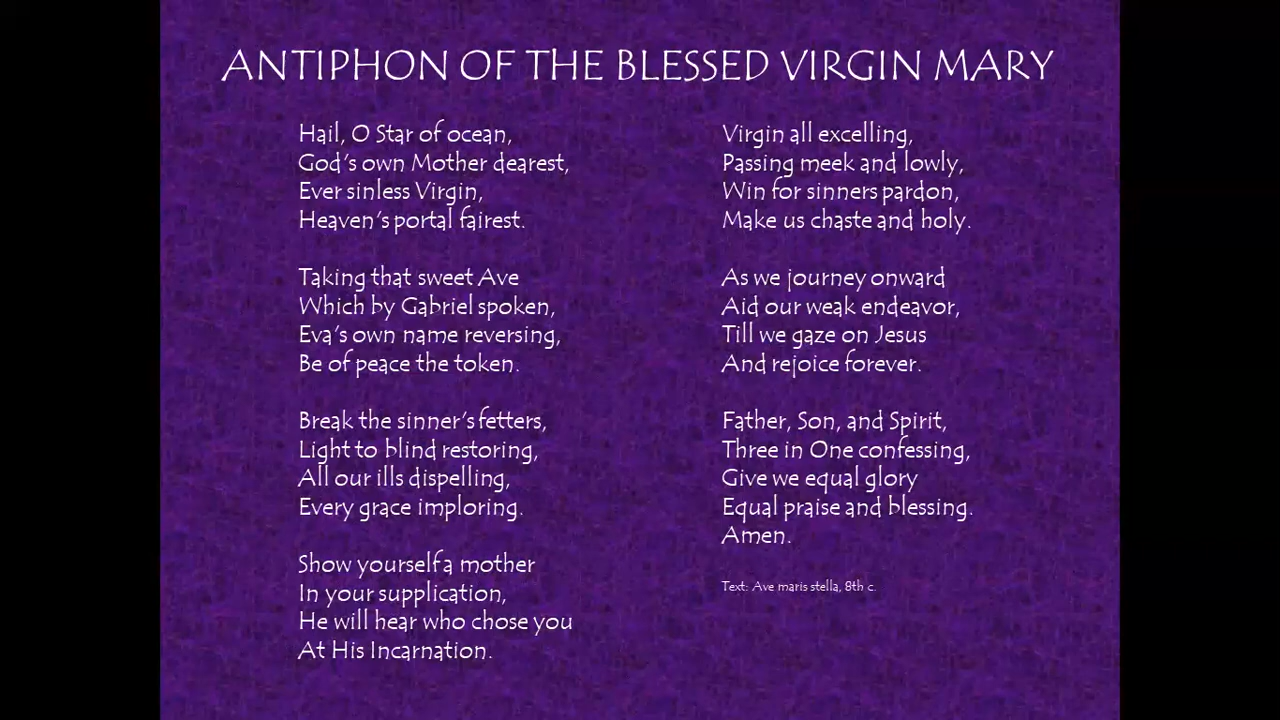 ANTIPHON OF THE BLESSED VIRGIN MARY
Hail, O Star of ocean,
God's own Mother dearest,
Ever sinless Virgin,
Heaven's portal fairest.
Taking that sweet Ave
Which by Gabriel spoken,
Eva's own name reversing,
Be of peace the token.
Break the sinner's fetters,
Light to blind restoring,
All our ills dispelling,
Every grace imploring.
Show yourself a mother
In your supplication,
He will hear who chose you
At His Incarnation.
Virgin all excelling,
Passing meek and lowly,
Win for sinners pardon,
Make us chaste and holy.
As we journey onward
Aid our weak endeavor,
Till we gaze on Jesus
And rejoice forever.
Father, Son, and Spirit,
Three in One confessing,
Give we equal glory
Equal praise and blessing.
Amen.
Text: Ave maris stella, 8th c.